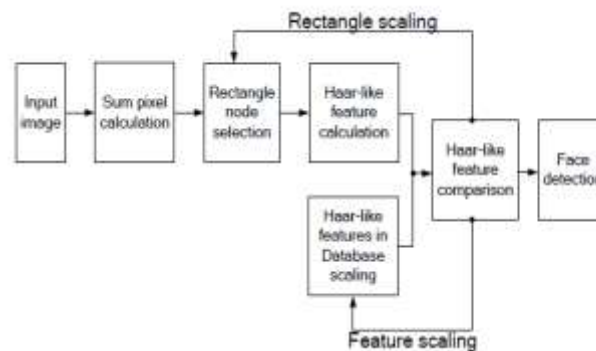 Rectangle scaling
Input
image
Sum pixel
calculation
Rectangle
node
selection
Haar-like
feature
calculation
Haar-like
feature
comparison
Face
detection
Haar-like
features in
Database
scaling
Feature scaling